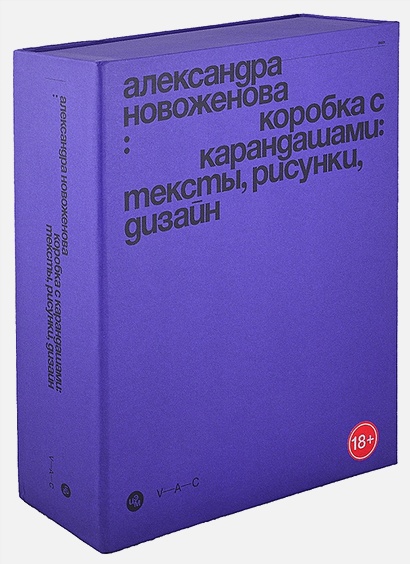 александра
новоженова
:
коробка с
карандашами:
тексты, рисунки,
дизайн
18+
александра новоженова
:
коробка с карандашами:
тексты, рисунки, дизайн
V—A—C